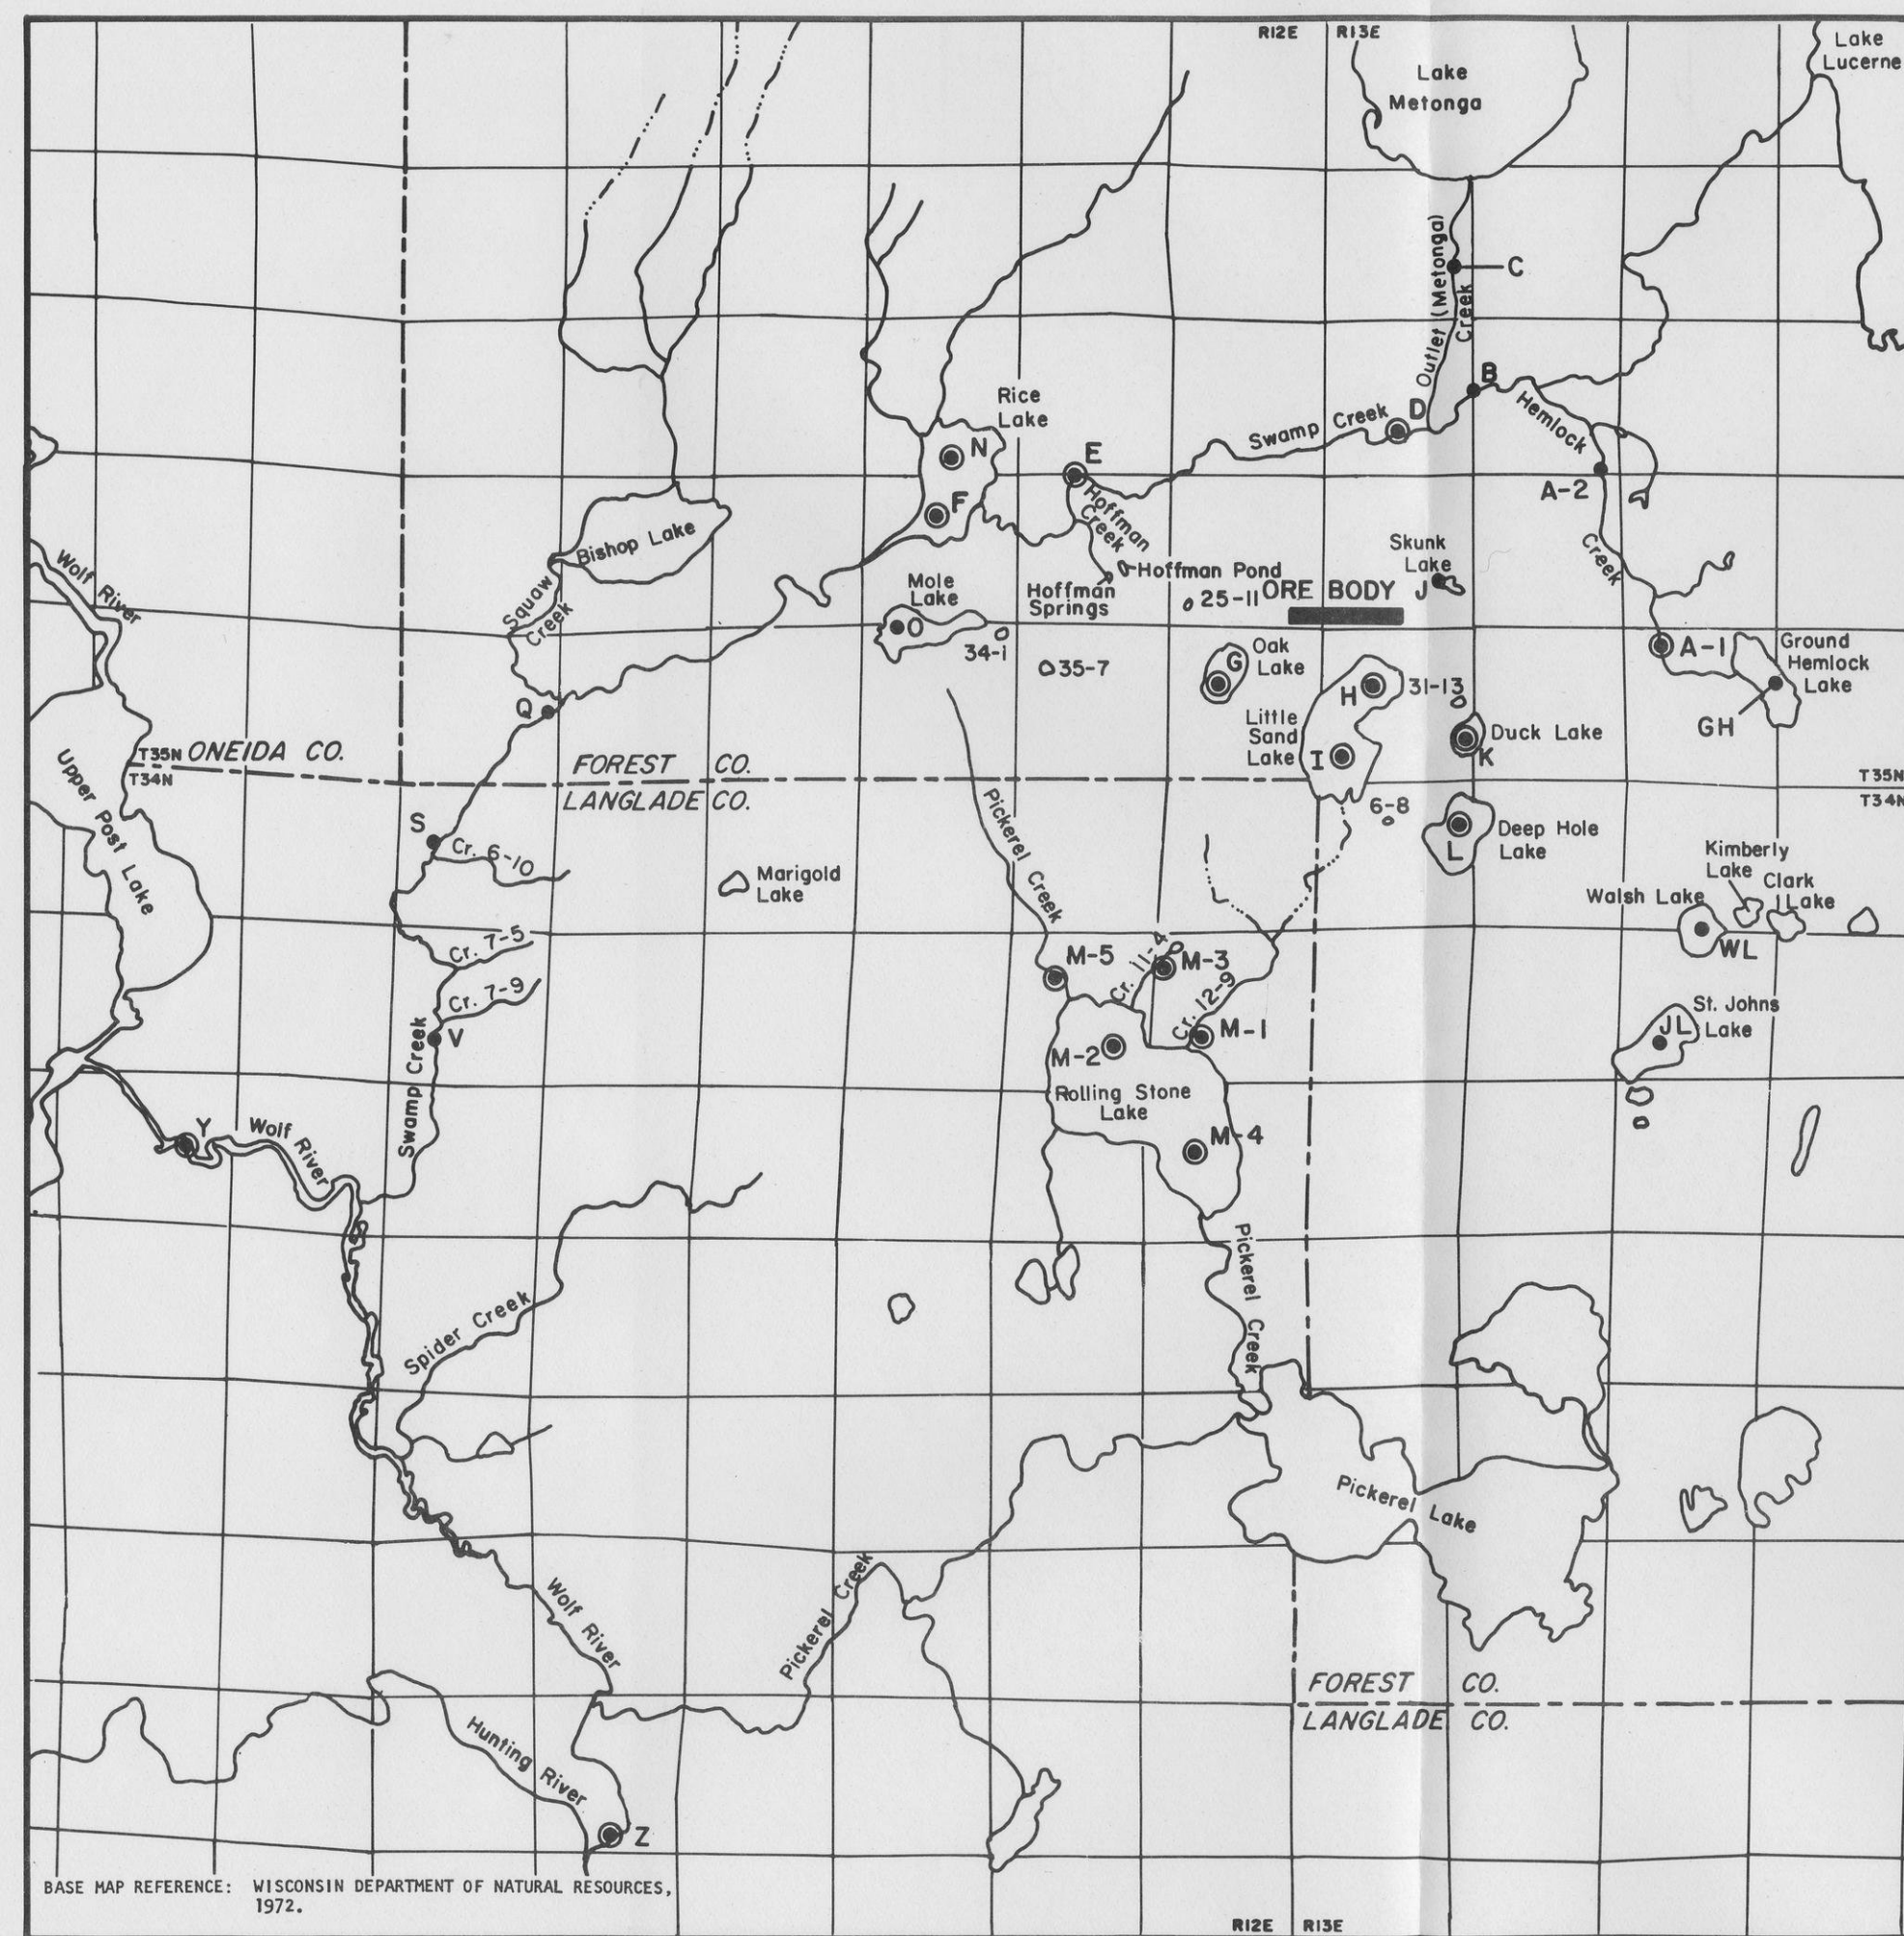 R12E
R13E
Lake
Metonga
Lake
Lucerne
Outlet (Metonga)
Creek
C
B
Hemlock
Creek
D
Swamp Creek
A-2
Rice
Lake
N
F
E
Hoffman
Creek
Hoffman Pond
Hoffman
Springs
25-11
ORE BODY
Skunk
Lake
J
Bishop Lake
Squaw
Creek
Wolf River
Mole
Lake
O
34-1
35-7
Oak
Lake
G
H
31-13
A-1
Ground
Hemlock
Lake
GH
Q
Little
Sand
Lake
I
Duck Lake
K
T35N
T34N
ONEIDA CO.
FOREST CO.
LANGLADE CO.
T35N
T34N
Upper Post Lake
S
Cr. 6-10
Pickerel Creek
6-8
Deep Hole
Lake
L
Marigold
Lake
Kimberly
Lake
Clark
Lake
Walsh Lake
WL
Cr. 7-5
Cr. 7-9
V
Swamp Creek
M-5
Cr. 11-4
M-3
Cr. 12-9
M-1
M-2
Rolling Stone
Lake
M-4
St. Johns
Lake
JL
Y
Wolf River
Pickerel Creek
Spider Creek
Pickerel Lake
Wolf River
Pickerel Creek
FOREST CO.
LANGLADE CO.
Hunting River
Z
BASE MAP REFERENCE: WISCONSIN DEPARTMENT OF NATURAL RESOURCES,
1972.
R12E
R13E